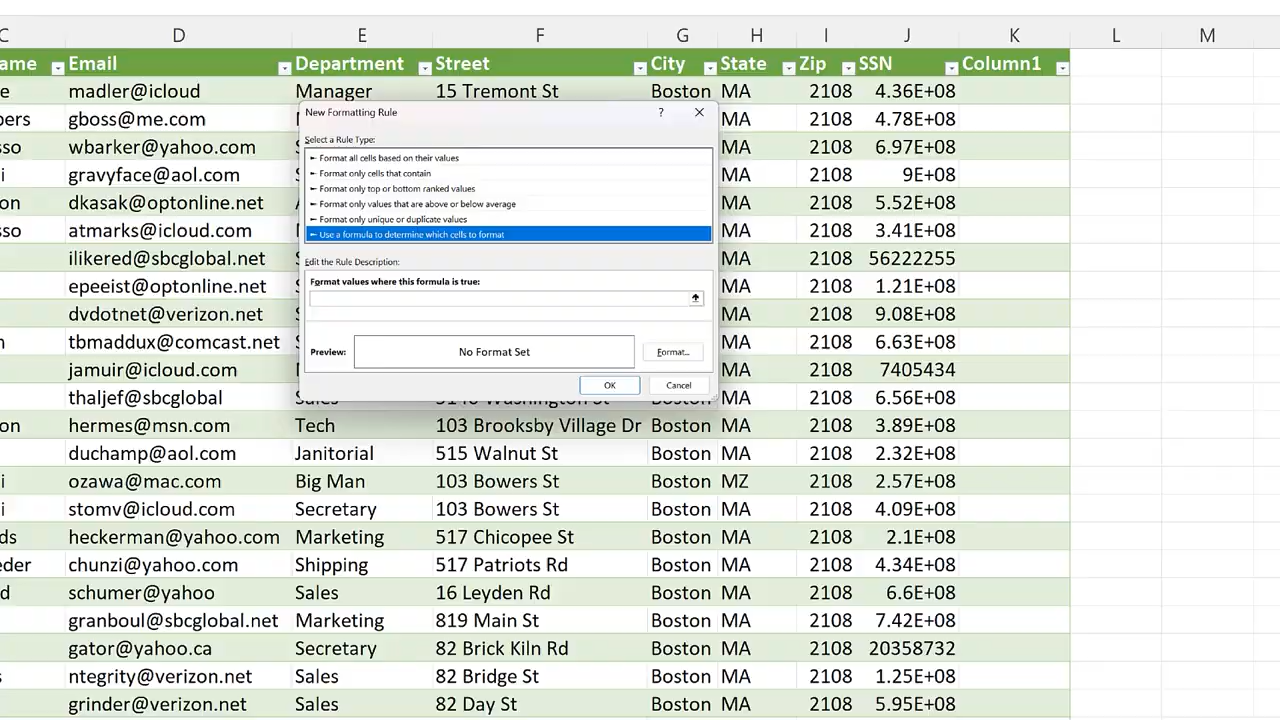 C D E F G H I J K L M
ame Email Department Street City State Zip SSN Column1
e madler@icloud Manager 15 Tremont St Boston MA 2108 4.36E+08
pers gboss@me.com MA 2108 4.78E+08
sso wbarker@yahoo.com MA 2108 6.97E+08
i gravyface@aol.com MA 2108 9E+08
on dkasak@optonline.net MA 2108 5.52E+08
sso atmarks@icloud.com MA 2108 3.41E+08
ilikered@sbcglobal.net MA 2108 56222255
epeeist@optonline.net MA 2108 1.21E+08
dvdotnet@verizon.net MA 2108 9.08E+08
n tbmaddux@comcast.net MA 2108 6.63E+08
jamuir@icloud.com MA 2108 7405434
thaljef@sbcglobal Sales Washington St Boston MA 2108 6.56E+08
on hermes@msn.com Tech 103 Brooksby Village Dr Boston MA 2108 3.89E+08
duchamp@aol.com Janitorial 515 Walnut St Boston MA 2108 2.32E+08
i ozawa@mac.com Big Man 103 Bowers St Boston MZ 2108 2.57E+08
i stomv@icloud.com Secretary 103 Bowers St Boston MA 2108 4.09E+08
ds heckerman@yahoo.com Marketing 517 Chicopee St Boston MA 2108 2.1E+08
eder chunzi@yahoo.com Shipping 517 Patriots Rd Boston MA 2108 4.34E+08
d schumer@yahoo Sales 16 Leyden Rd Boston MA 2108 6.6E+08
granboul@sbcglobal.net Marketing 819 Main St Boston MA 2108 7.42E+08
gator@yahoo.ca Secretary 82 Brick Kiln Rd Boston MA 2108 20358732
s ntegrity@verizon.net Sales 82 Bridge St Boston MA 2108 1.25E+08
grinder@verizon.net Sales 82 Day St Boston MA 2108 5.95E+08
New Formatting Rule ?
Select a Rule Type:
► Format all cells based on their values
► Format only cells that contain
► Format only top or bottom ranked values
► Format only values that are above or below average
► Format only unique or duplicate values
► Use a formula to determine which cells to format
Edit the Rule Description:
Format values where this formula is true:
Preview: No Format Set Format...
OK Cancel